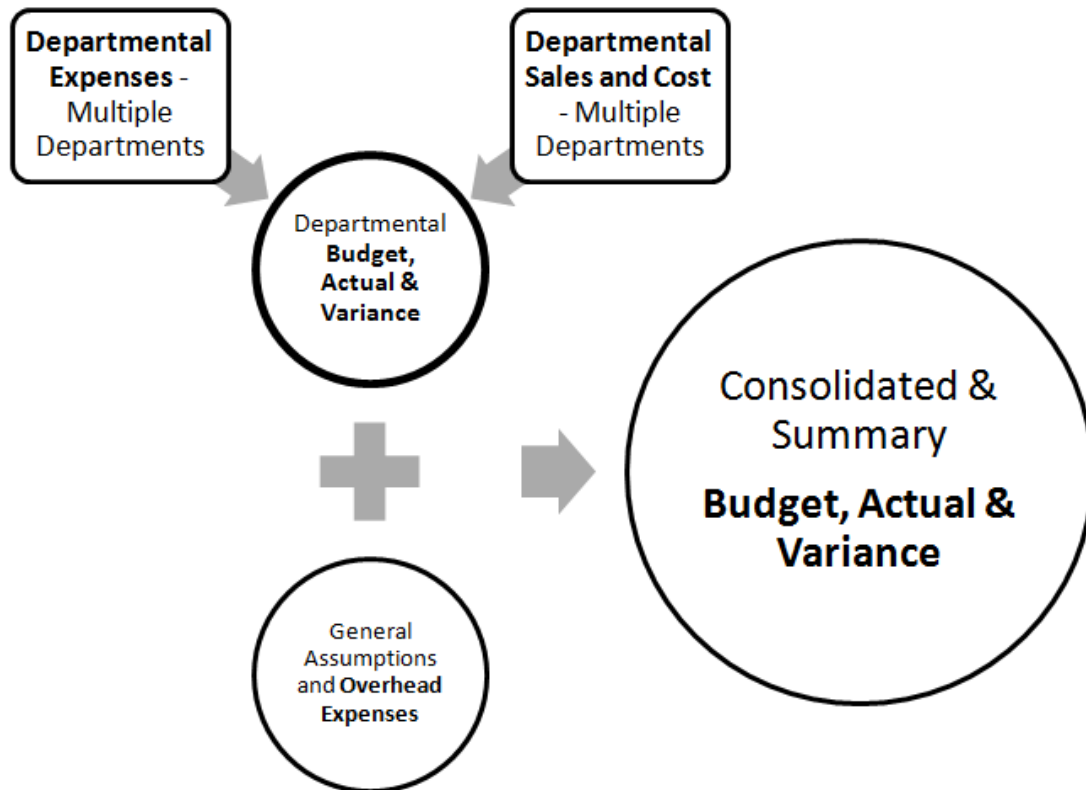 Departmental
Expenses -
Multiple
Departments
Departmental
Sales and Cost
- Multiple
Departments
Departmental
Budget,
Actual &
Variance
General
Assumptions
and Overhead
Expenses
Consolidated &
Summary
Budget, Actual &
Variance